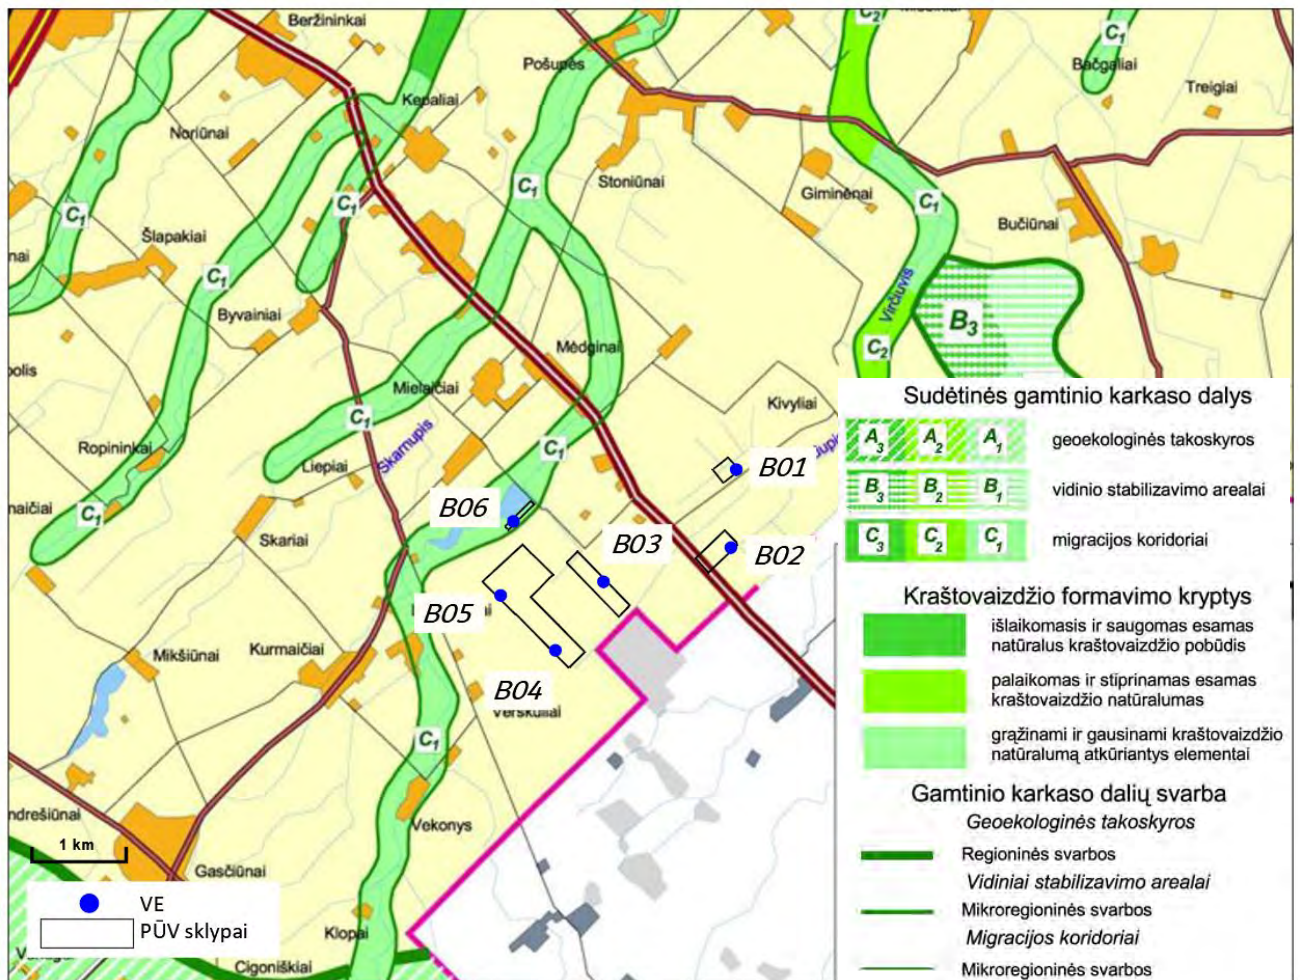 Beržininkai
C₂
C₁
Pošupės
Bačgaliai
Treigiai
Kepaliai
Noriūnai
C₁
Stoniūnai
Giminėnai
C₁
C₁
C₁
Bučiūnai
Šlapakiai
C₁
Virčiuvis
Byvainiai
B₃
Mėdginai
C₂
Mielaičiai
Kivyliai
C₁
Skarnupis
Ropininkai
Liepiai
C₁
B01
B06
C₁
Skariai
B03
B02
B05
Mikšiūnai
Kurmaičiai
B04
Verškuliai
C₁
Vekonys
Gasčiūnai
Klopai
Cigoniškiai
1 km
VE
PŪV sklypai
Sudėtinės gamtinio karkaso dalys
A₃ A₂ A₁ geoekologinės takoskyros
B₃ B₂ B₁ vidinio stabilizavimo arealai
C₃ C₂ C₁ migracijos koridoriai
Kraštovaizdžio formavimo kryptys
išlaikomasis ir saugomas esamas
natūralus kraštovaizdžio pobūdis
palaikomas ir stiprinamas esamas
kraštovaizdžio natūralumas
grąžinami ir gausinami kraštovaizdžio
natūralumą atkūriantys elementai
Gamtinio karkaso dalių svarba
Geoekologinės takoskyros
Regioninės svarbos
Vidiniai stabilizavimo arealai
Mikroregioninės svarbos
Migracijos koridoriai
Mikroregioninės svarbos